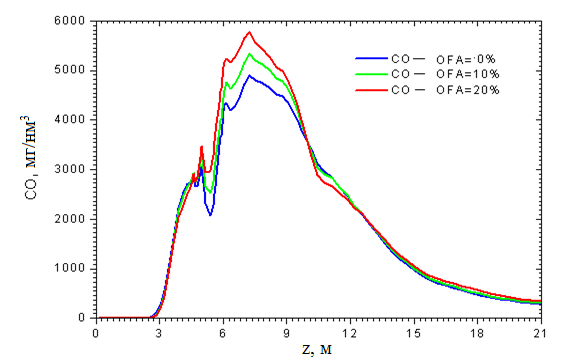 6000
5000
4000
3000
2000
1000
0
CO, мг/нм³
CO — OFA= 0%
CO — OFA=10%
CO — OFA=20%
0 3 6 9 12 15 18 21
Z, м